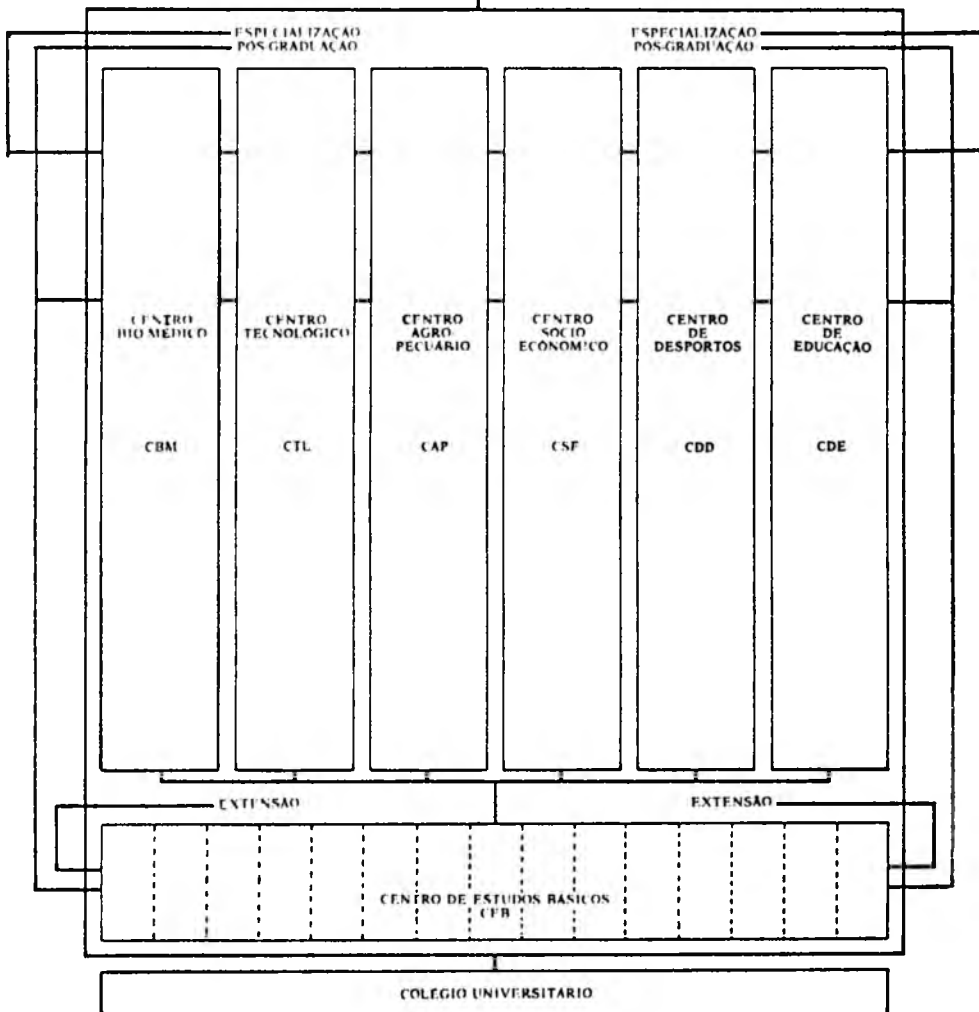 ESPECIALIZAÇÃO
PÓS-GRADUAÇÃO
ESPECIALIZAÇÃO
PÓS-GRADUAÇÃO
CENTRO
BIO MÉDICO
CBM
CENTRO
TECNOLÓGICO
CTL
CENTRO
AGRO-
PECUÁRIO
CAP
CENTRO
SÓCIO
ECONÔMICO
CSE
CENTRO
DE
DESPORTOS
CDD
CENTRO
DE
EDUCAÇÃO
CDE
EXTENSÃO
EXTENSÃO
CENTRO DE ESTUDOS BÁSICOS
CEB
COLÉGIO UNIVERSITÁRIO